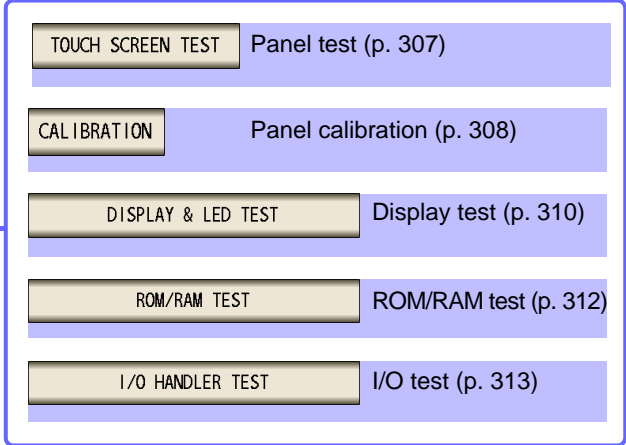 TOUCH SCREEN TEST Panel test (p. 307)
CALIBRATION Panel calibration (p. 308)
DISPLAY & LED TEST Display test (p. 310)
ROM/RAM TEST ROM/RAM test (p. 312)
I/O HANDLER TEST I/O test (p. 313)